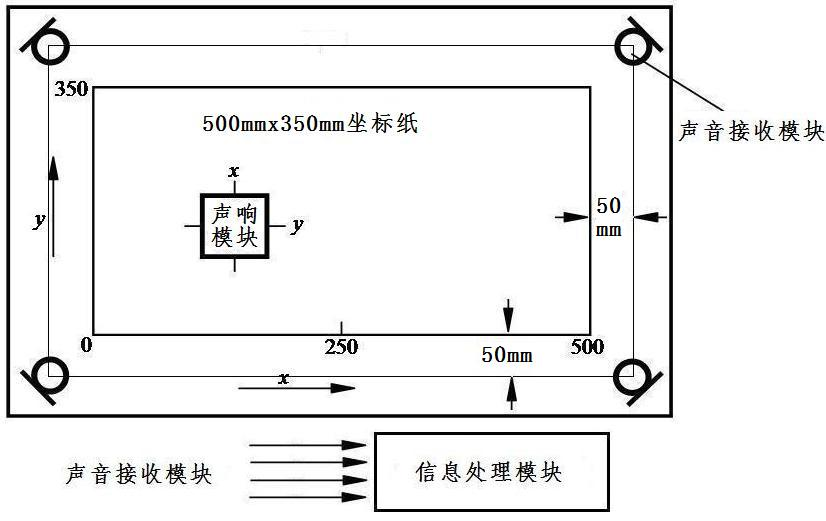 350
500mmx350mm坐标纸
声音接收模块
x
声响
模块
y
y
50
mm
0
250
500
50mm
x
声音接收模块
信息处理模块